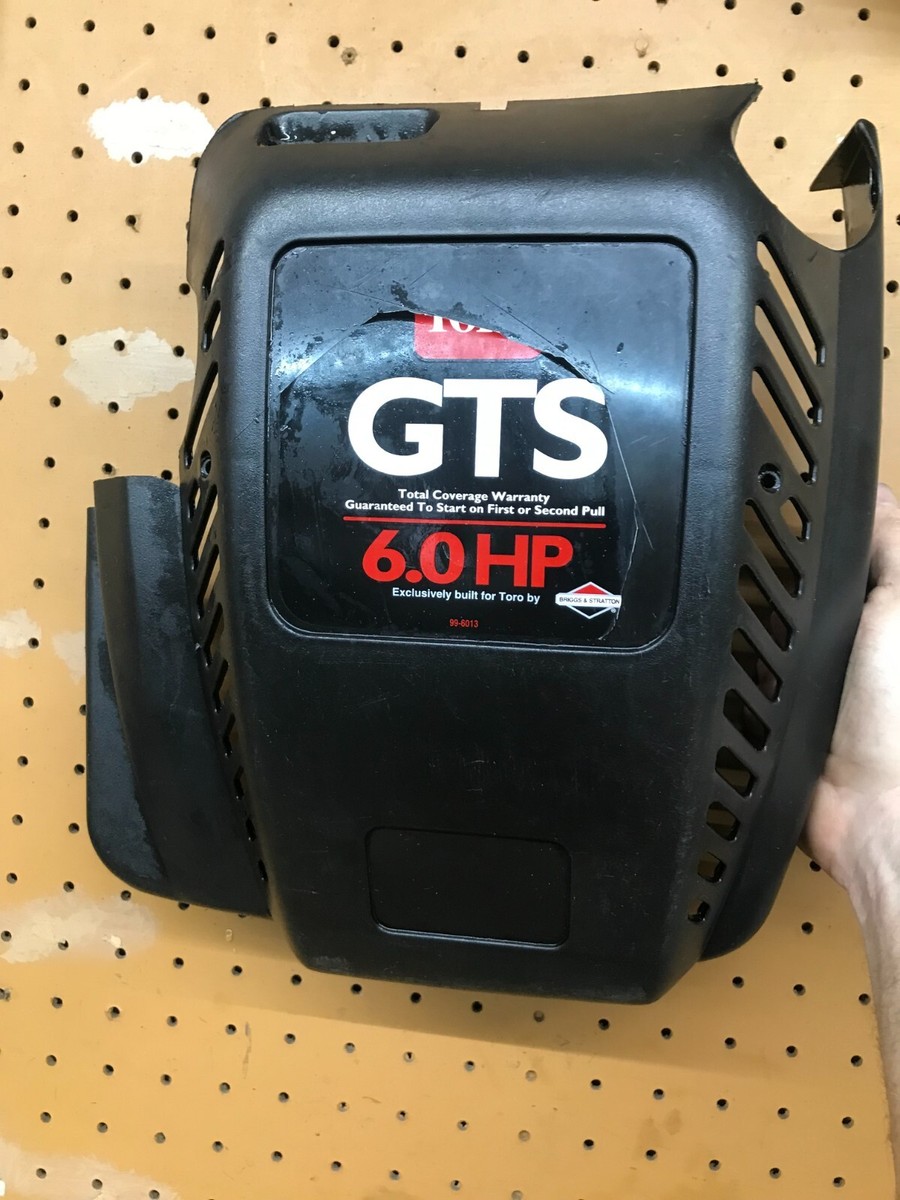 GTS
Total Coverage Warranty
Guaranteed To Start on First or Second Pull
6.0 HP
Exclusively built for Toro by
BRIGGS & STRATTON
99-6013